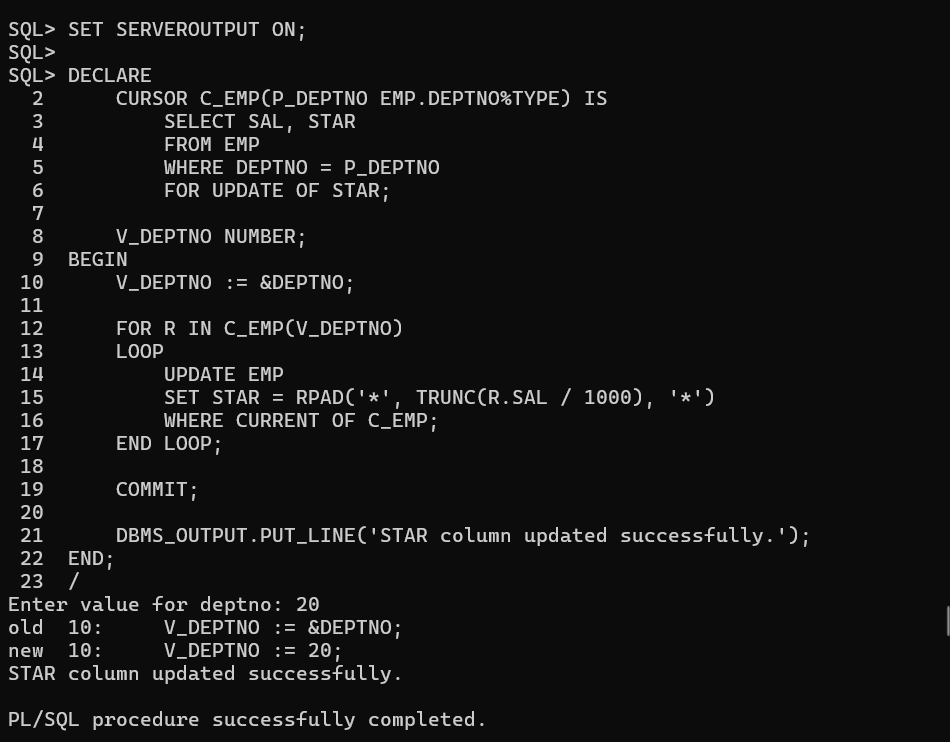 SQL> SET SERVEROUTPUT ON;
SQL>
SQL> DECLARE
  2      CURSOR C_EMP(P_DEPTNO EMP.DEPTNO%TYPE) IS
  3          SELECT SAL, STAR
  4          FROM EMP
  5          WHERE DEPTNO = P_DEPTNO
  6          FOR UPDATE OF STAR;
  7
  8      V_DEPTNO NUMBER;
  9  BEGIN
 10      V_DEPTNO := &DEPTNO;
 11
 12      FOR R IN C_EMP(V_DEPTNO)
 13      LOOP
 14          UPDATE EMP
 15          SET STAR = RPAD('*', TRUNC(R.SAL / 1000), '*')
 16          WHERE CURRENT OF C_EMP;
 17      END LOOP;
 18
 19      COMMIT;
 20
 21      DBMS_OUTPUT.PUT_LINE('STAR column updated successfully.');
 22  END;
 23  /
Enter value for deptno: 20
old  10:     V_DEPTNO := &DEPTNO;
new  10:     V_DEPTNO := 20;
STAR column updated successfully.

PL/SQL procedure successfully completed.